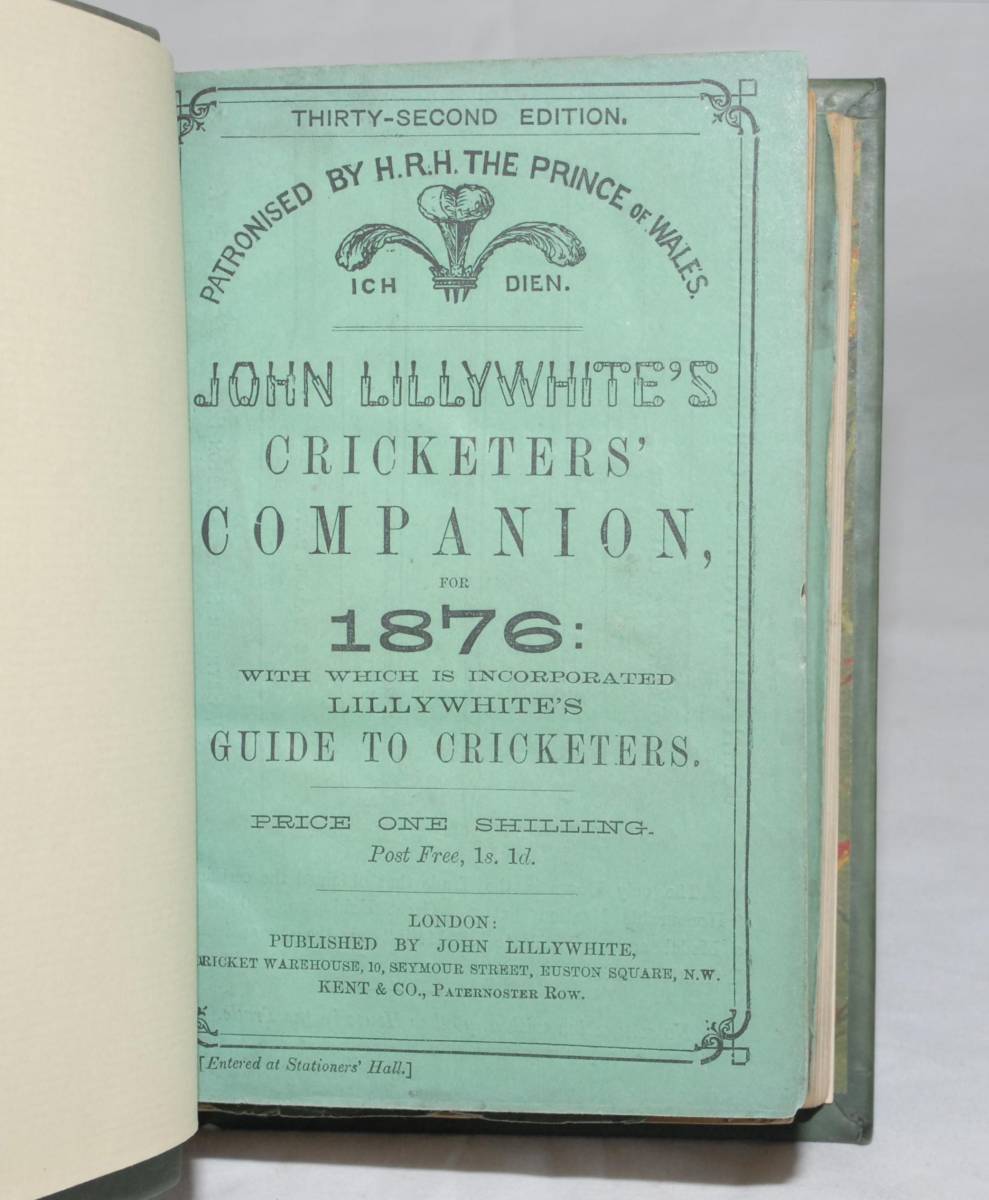 THIRTY-SECOND EDITION.
PATRONISED BY H.R.H. THE PRINCE OF WALES.
ICH DIEN.
JOHN LILLYWHITE'S
CRICKETERS'
COMPANION,
FOR
1876:
WITH WHICH IS INCORPORATED
LILLYWHITE'S
GUIDE TO CRICKETERS.
PRICE ONE SHILLING.
Post Free, 1s. 1d.
LONDON:
PUBLISHED BY JOHN LILLYWHITE,
CRICKET WAREHOUSE, 10, SEYMOUR STREET, EUSTON SQUARE, N.W.
KENT & CO., PATERNOSTER ROW.
[Entered at Stationers' Hall.]